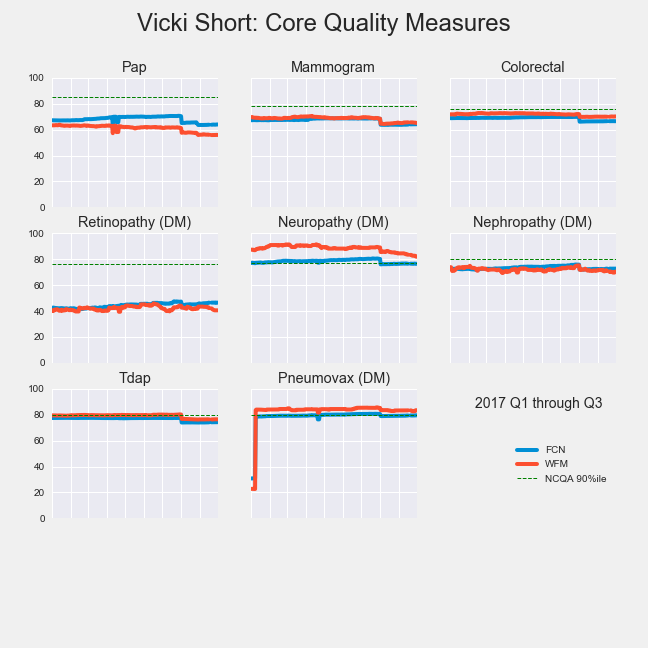 Vicki Short: Core Quality Measures
Pap
Mammogram
Colorectal
100
80
60
40
20
0
Retinopathy (DM)
Neuropathy (DM)
Nephropathy (DM)
100
80
60
40
20
0
Tdap
Pneumovax (DM)
100
80
60
40
20
0
2017 Q1 through Q3
FCN
WFM
NCQA 90%ile